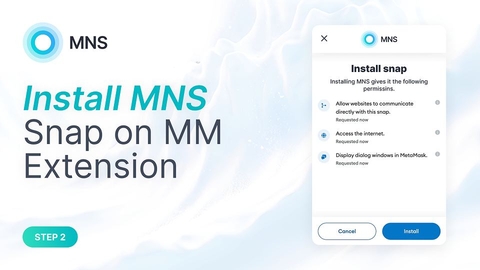 MNS
Install MNS
Snap on MM
Extension
STEP 2
MNS
Install snap
Installing MNS gives it the following
permissins.
Allow websites to communicate
directly with this snap.
Requested now
Access the internet.
Requested now
Display dialog windows in MetoMask.
Requested now
Cancel
Install